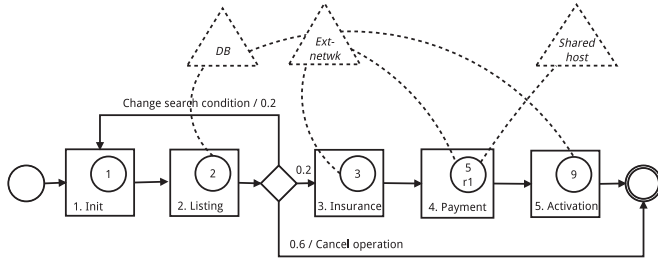 DB
Ext-
netwk
Shared
host
Change search condition / 0.2
1
2
0.2
3
5
r1
9
1. Init
2. Listing
3. Insurance
4. Payment
5. Activation
0.6 / Cancel operation